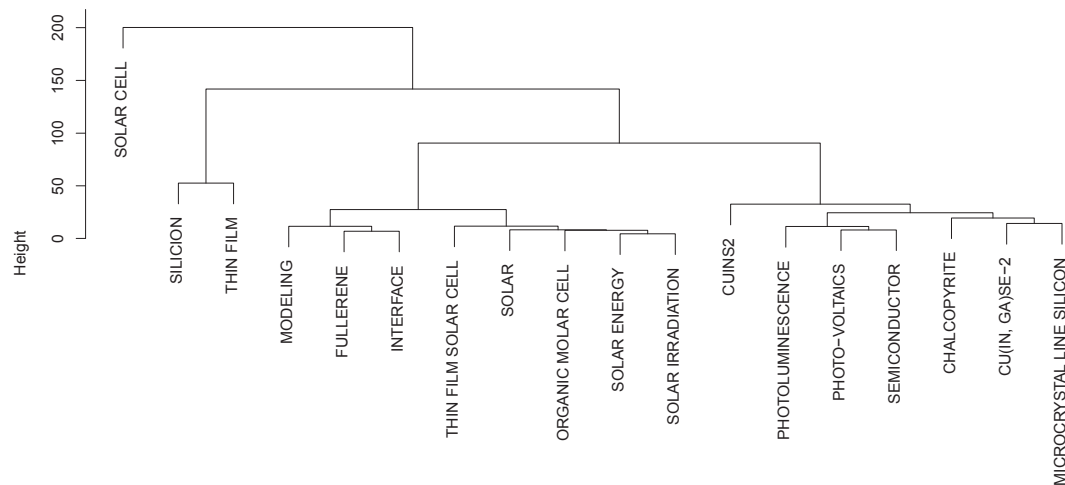 200
150
100
50
0
Height
SOLAR CELL
SILICION
THIN FILM
MODELING
FULLERENE
INTERFACE
THIN FILM SOLAR CELL
SOLAR
ORGANIC MOLAR CELL
SOLAR ENERGY
SOLAR IRRADIATION
CUINS2
PHOTOLUMINESCENCE
PHOTO−VOLTAICS
SEMICONDUCTOR
CHALCOPYRITE
CU(IN, GA)SE−2
MICROCRYSTAL LINE SILICON